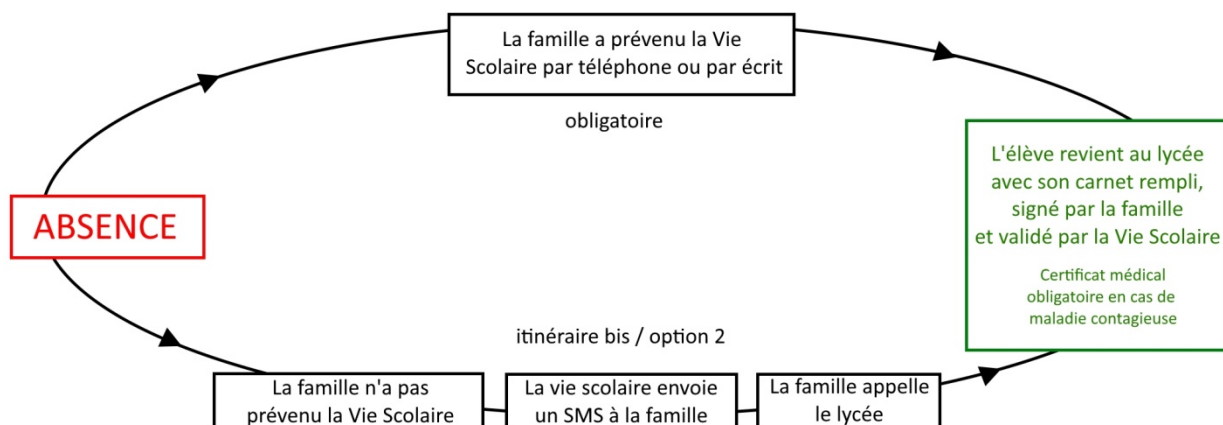 La famille a prévenu la Vie
Scolaire par téléphone ou par écrit
obligatoire
L'élève revient au lycée
avec son carnet rempli,
signé par la famille
et validé par la Vie Scolaire
Certificat médical
obligatoire en cas de
maladie contagieuse
ABSENCE
itinéraire bis / option 2
La famille n'a pas
prévenu la Vie Scolaire
La vie scolaire envoie
un SMS à la famille
La famille appelle
le lycée